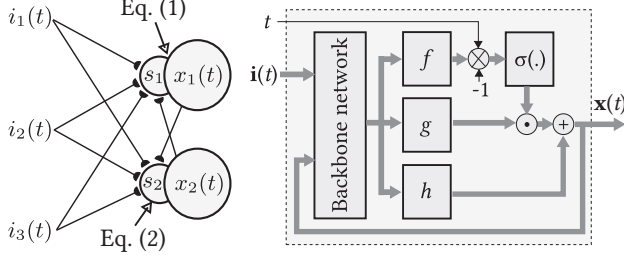 Eq. (1)
i₁(t)
s₁
x₁(t)
i₂(t)
s₂
x₂(t)
i₃(t)
Eq. (2)
t
i(t)
Backbone network
f
×
-1
σ(.)
g
h
+
x(t)